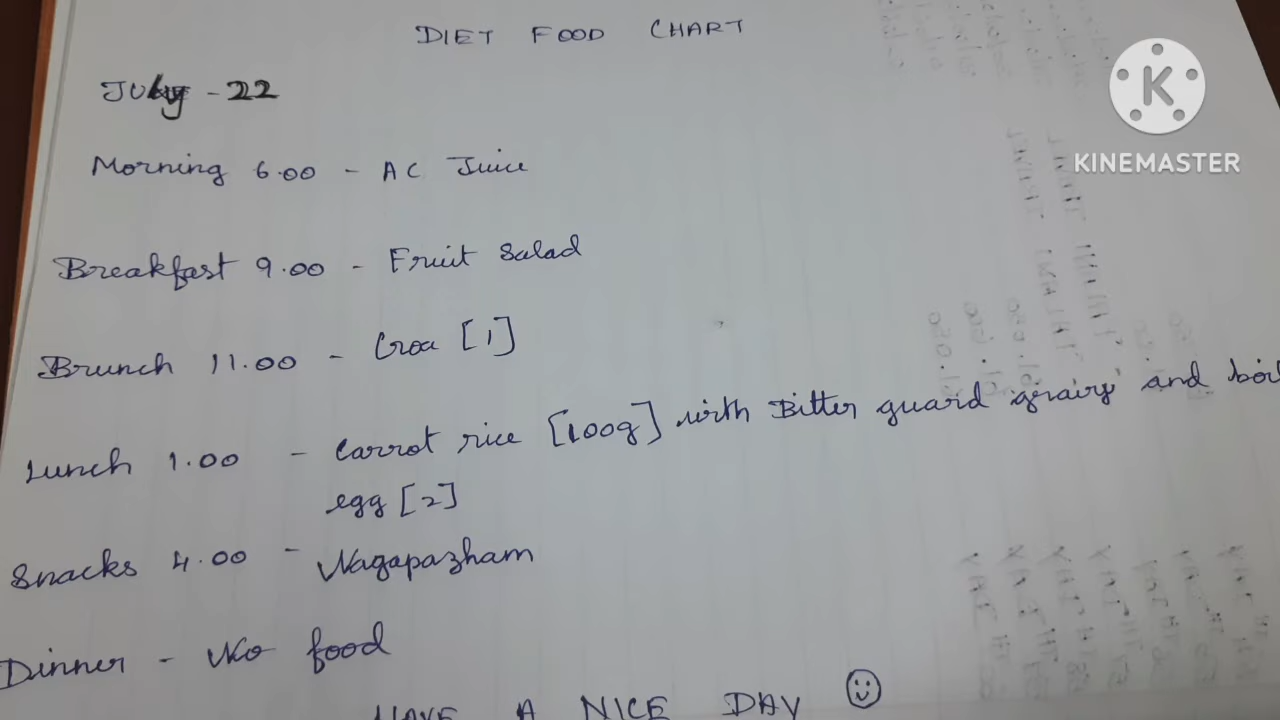 DIET FOOD CHART
July - 22
Morning 6.00 - AC Juice
Breakfast 9.00 - Fruit Salad
Brunch 11.00 - Croa [1]
Lunch 1.00 - Carrot rice [100g] with Bitter guard and boil
egg [2]
Snacks 4.00 - Nagapazham
Dinner - No food
HAVE A NICE DAY
KINEMASTER